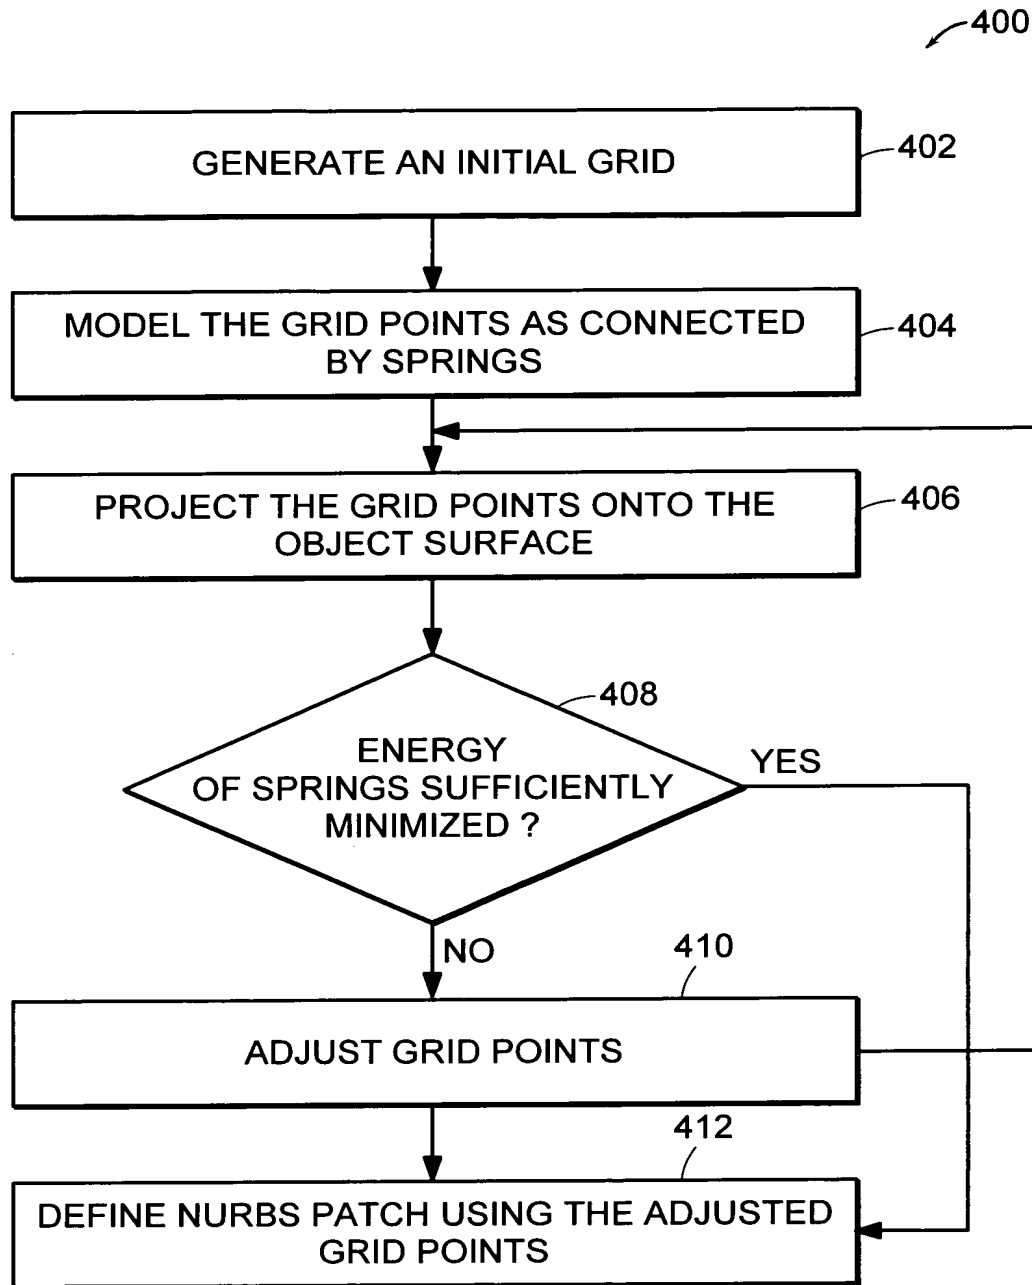 400
GENERATE AN INITIAL GRID
402
MODEL THE GRID POINTS AS CONNECTED
BY SPRINGS
404
PROJECT THE GRID POINTS ONTO THE
OBJECT SURFACE
406
408
ENERGY
OF SPRINGS SUFFICIENTLY
MINIMIZED ?
YES
NO
410
ADJUST GRID POINTS
412
DEFINE NURBS PATCH USING THE ADJUSTED
GRID POINTS